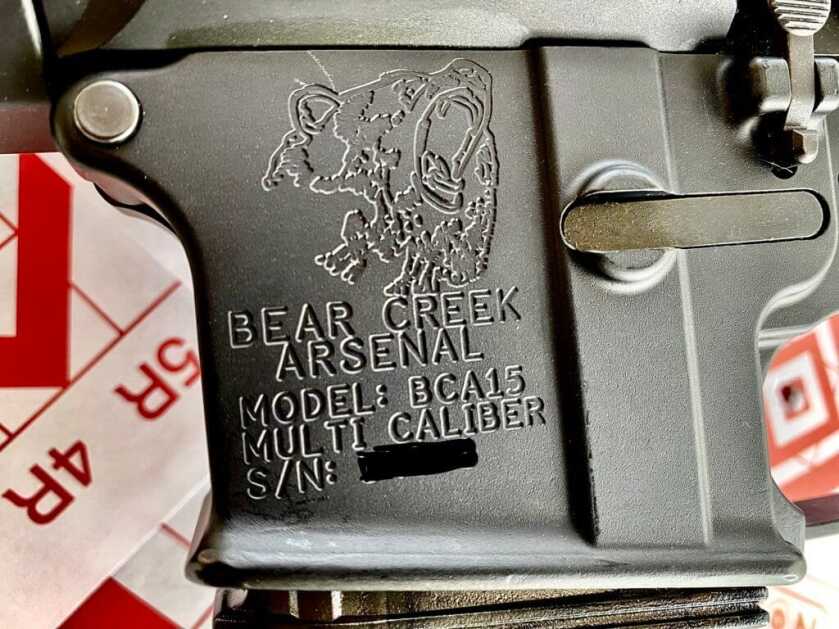 BEAR CREEK
ARSENAL
MODEL: BCA15
MULTI CALIBER
S/N:
5R
4R